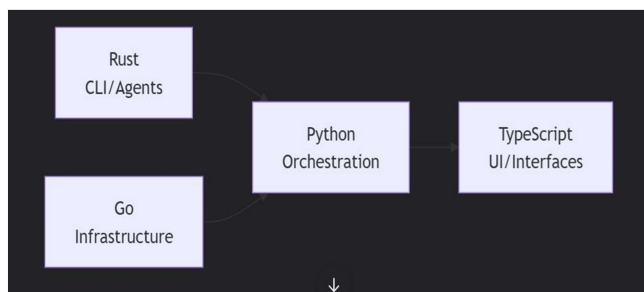 Rust
CLI/Agents
Python
Orchestration
TypeScript
UI/Interfaces
Go
Infrastructure